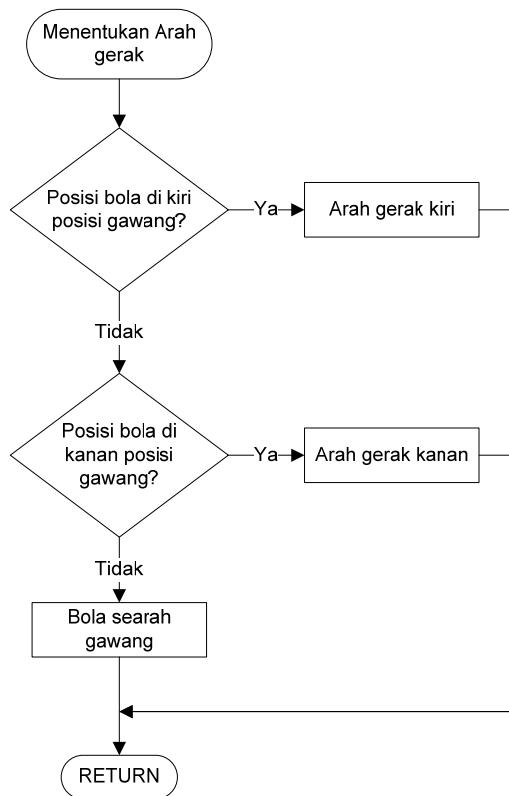 Menentukan Arah
gerak
Posisi bola di kiri
posisi gawang?
Ya
Arah gerak kiri
Tidak
Posisi bola di
kanan posisi
gawang?
Ya
Arah gerak kanan
Tidak
Bola searah
gawang
RETURN